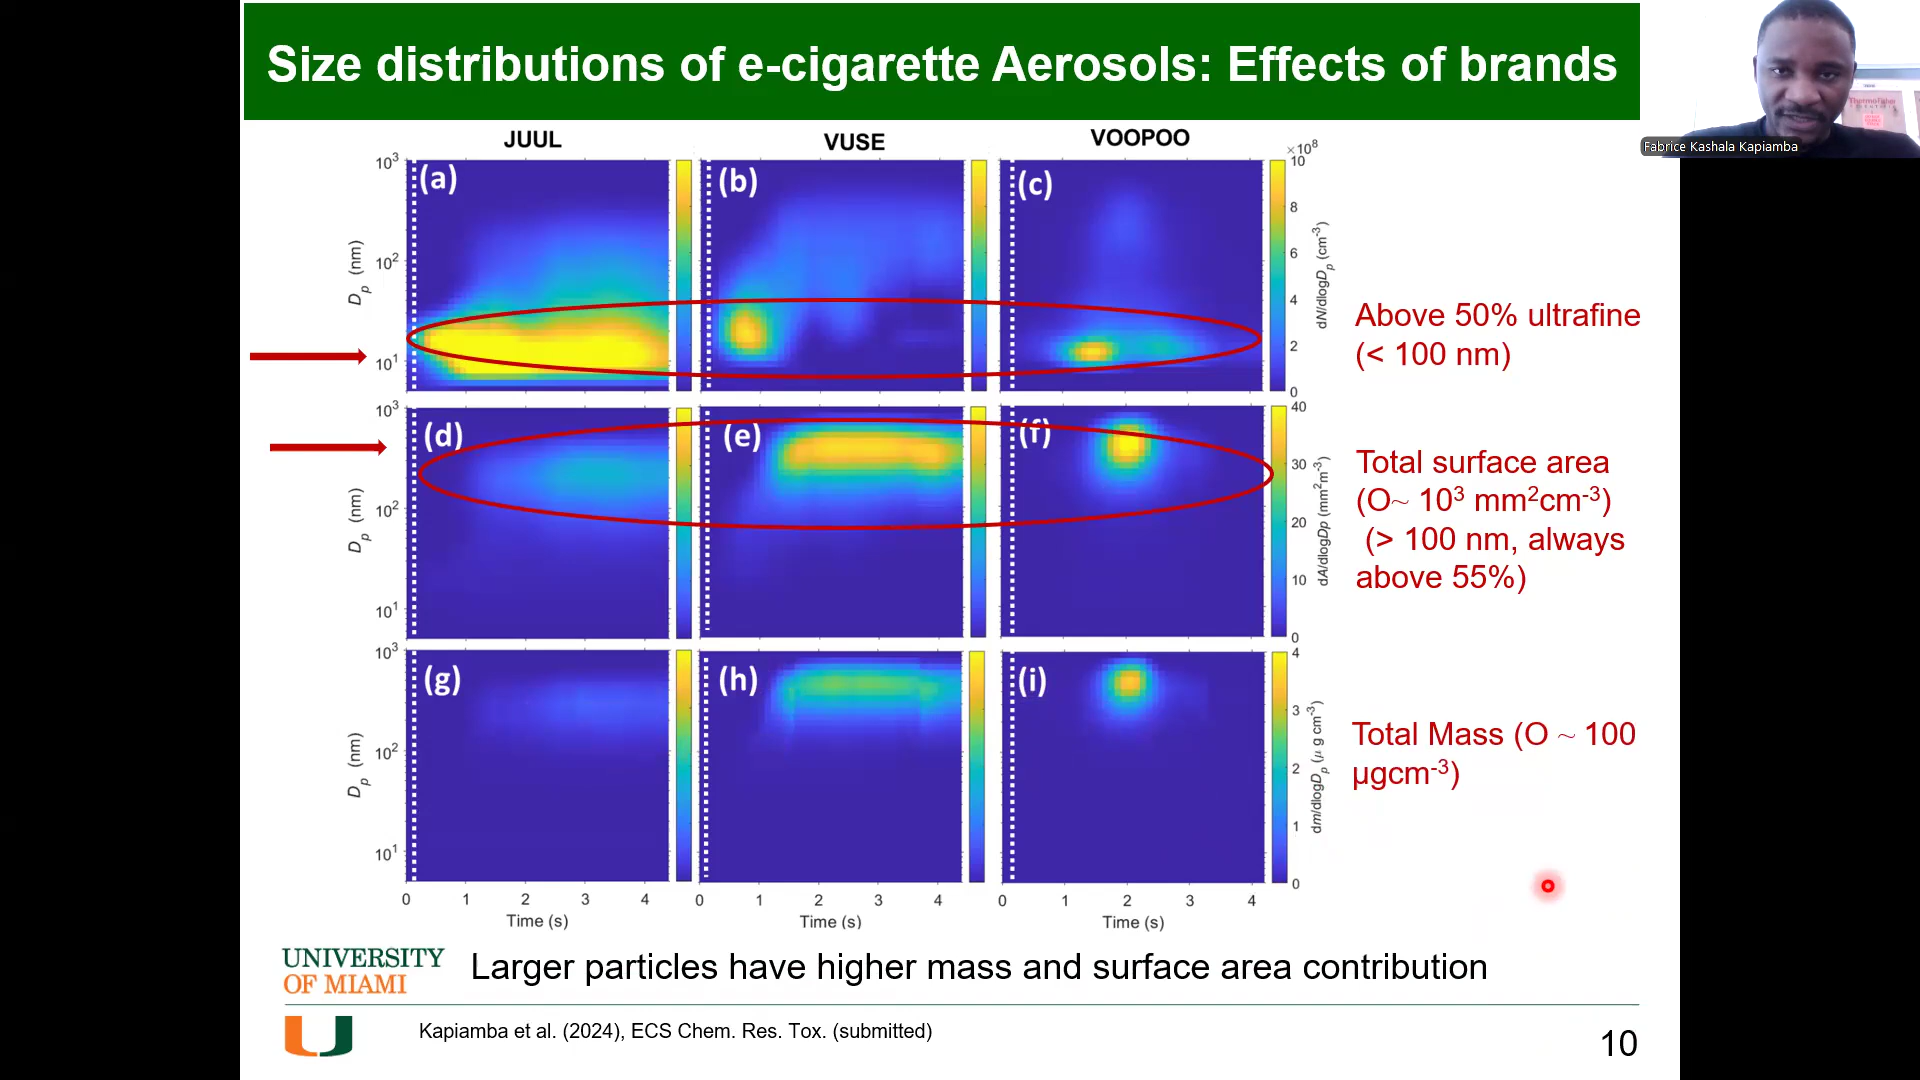 Size distributions of e-cigarette Aerosols: Effects of brands
ThermoFisher
Fabrice Kashala Kapiamba
JUUL VUSE VOOPOO
×10⁸
(a) (b) (c)
10³
10²
10¹
Dₚ (nm)
10
8
6
4
2
0
dN/dlogDₚ (cm⁻³)
Above 50% ultrafine
(< 100 nm)
(d) (e) (f)
10³
10²
10¹
Dₚ (nm)
40
30
20
10
0
dA/dlogDp (mm²m⁻³)
Total surface area
(O~ 10³ mm²cm⁻³)
(> 100 nm, always
above 55%)
(g) (h) (i)
10³
10²
10¹
Dₚ (nm)
4
3
2
1
0
dm/dlogDₚ (μ g cm⁻³)
Total Mass (O ~ 100
µgcm⁻³)
0 1 2 3 4 0 1 2 3 4 0 1 2 3 4
Time (s) Time (s) Time (s)
UNIVERSITY
OF MIAMI
Larger particles have higher mass and surface area contribution
Kapiamba et al. (2024), ECS Chem. Res. Tox. (submitted)
10